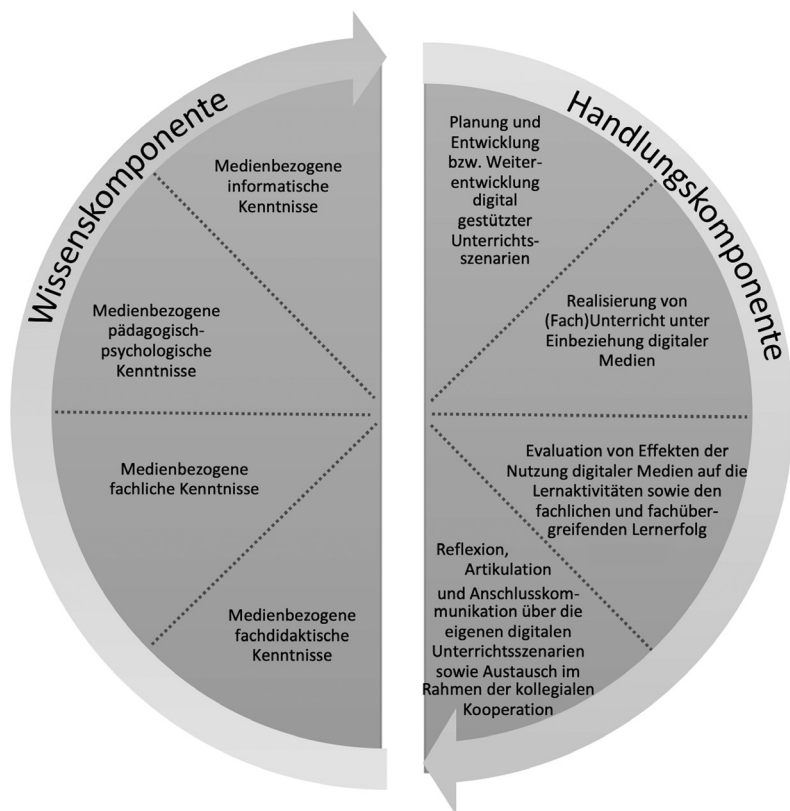 Wissenskomponente
Medienbezogene
informatische
Kenntnisse
Medienbezogene
pädagogisch-
psychologische
Kenntnisse
Medienbezogene
fachliche Kenntnisse
Medienbezogene
fachdidaktische
Kenntnisse
Handlungskomponente
Planung und
Entwicklung
bzw. Weiter-
entwicklung
digital
gestützter
Unterrichts-
szenarien
Realisierung von
(Fach)Unterricht unter
Einbeziehung digitaler
Medien
Evaluation von Effekten der
Nutzung digitaler Medien auf die
Lernaktivitäten sowie den
fachlichen und fachüber-
greifenden Lernerfolg
Reflexion,
Artikulation
und Anschlusskom-
munikation über die
eigenen digitalen
Unterrichtsszenarien
sowie Austausch im
Rahmen der kollegialen
Kooperation